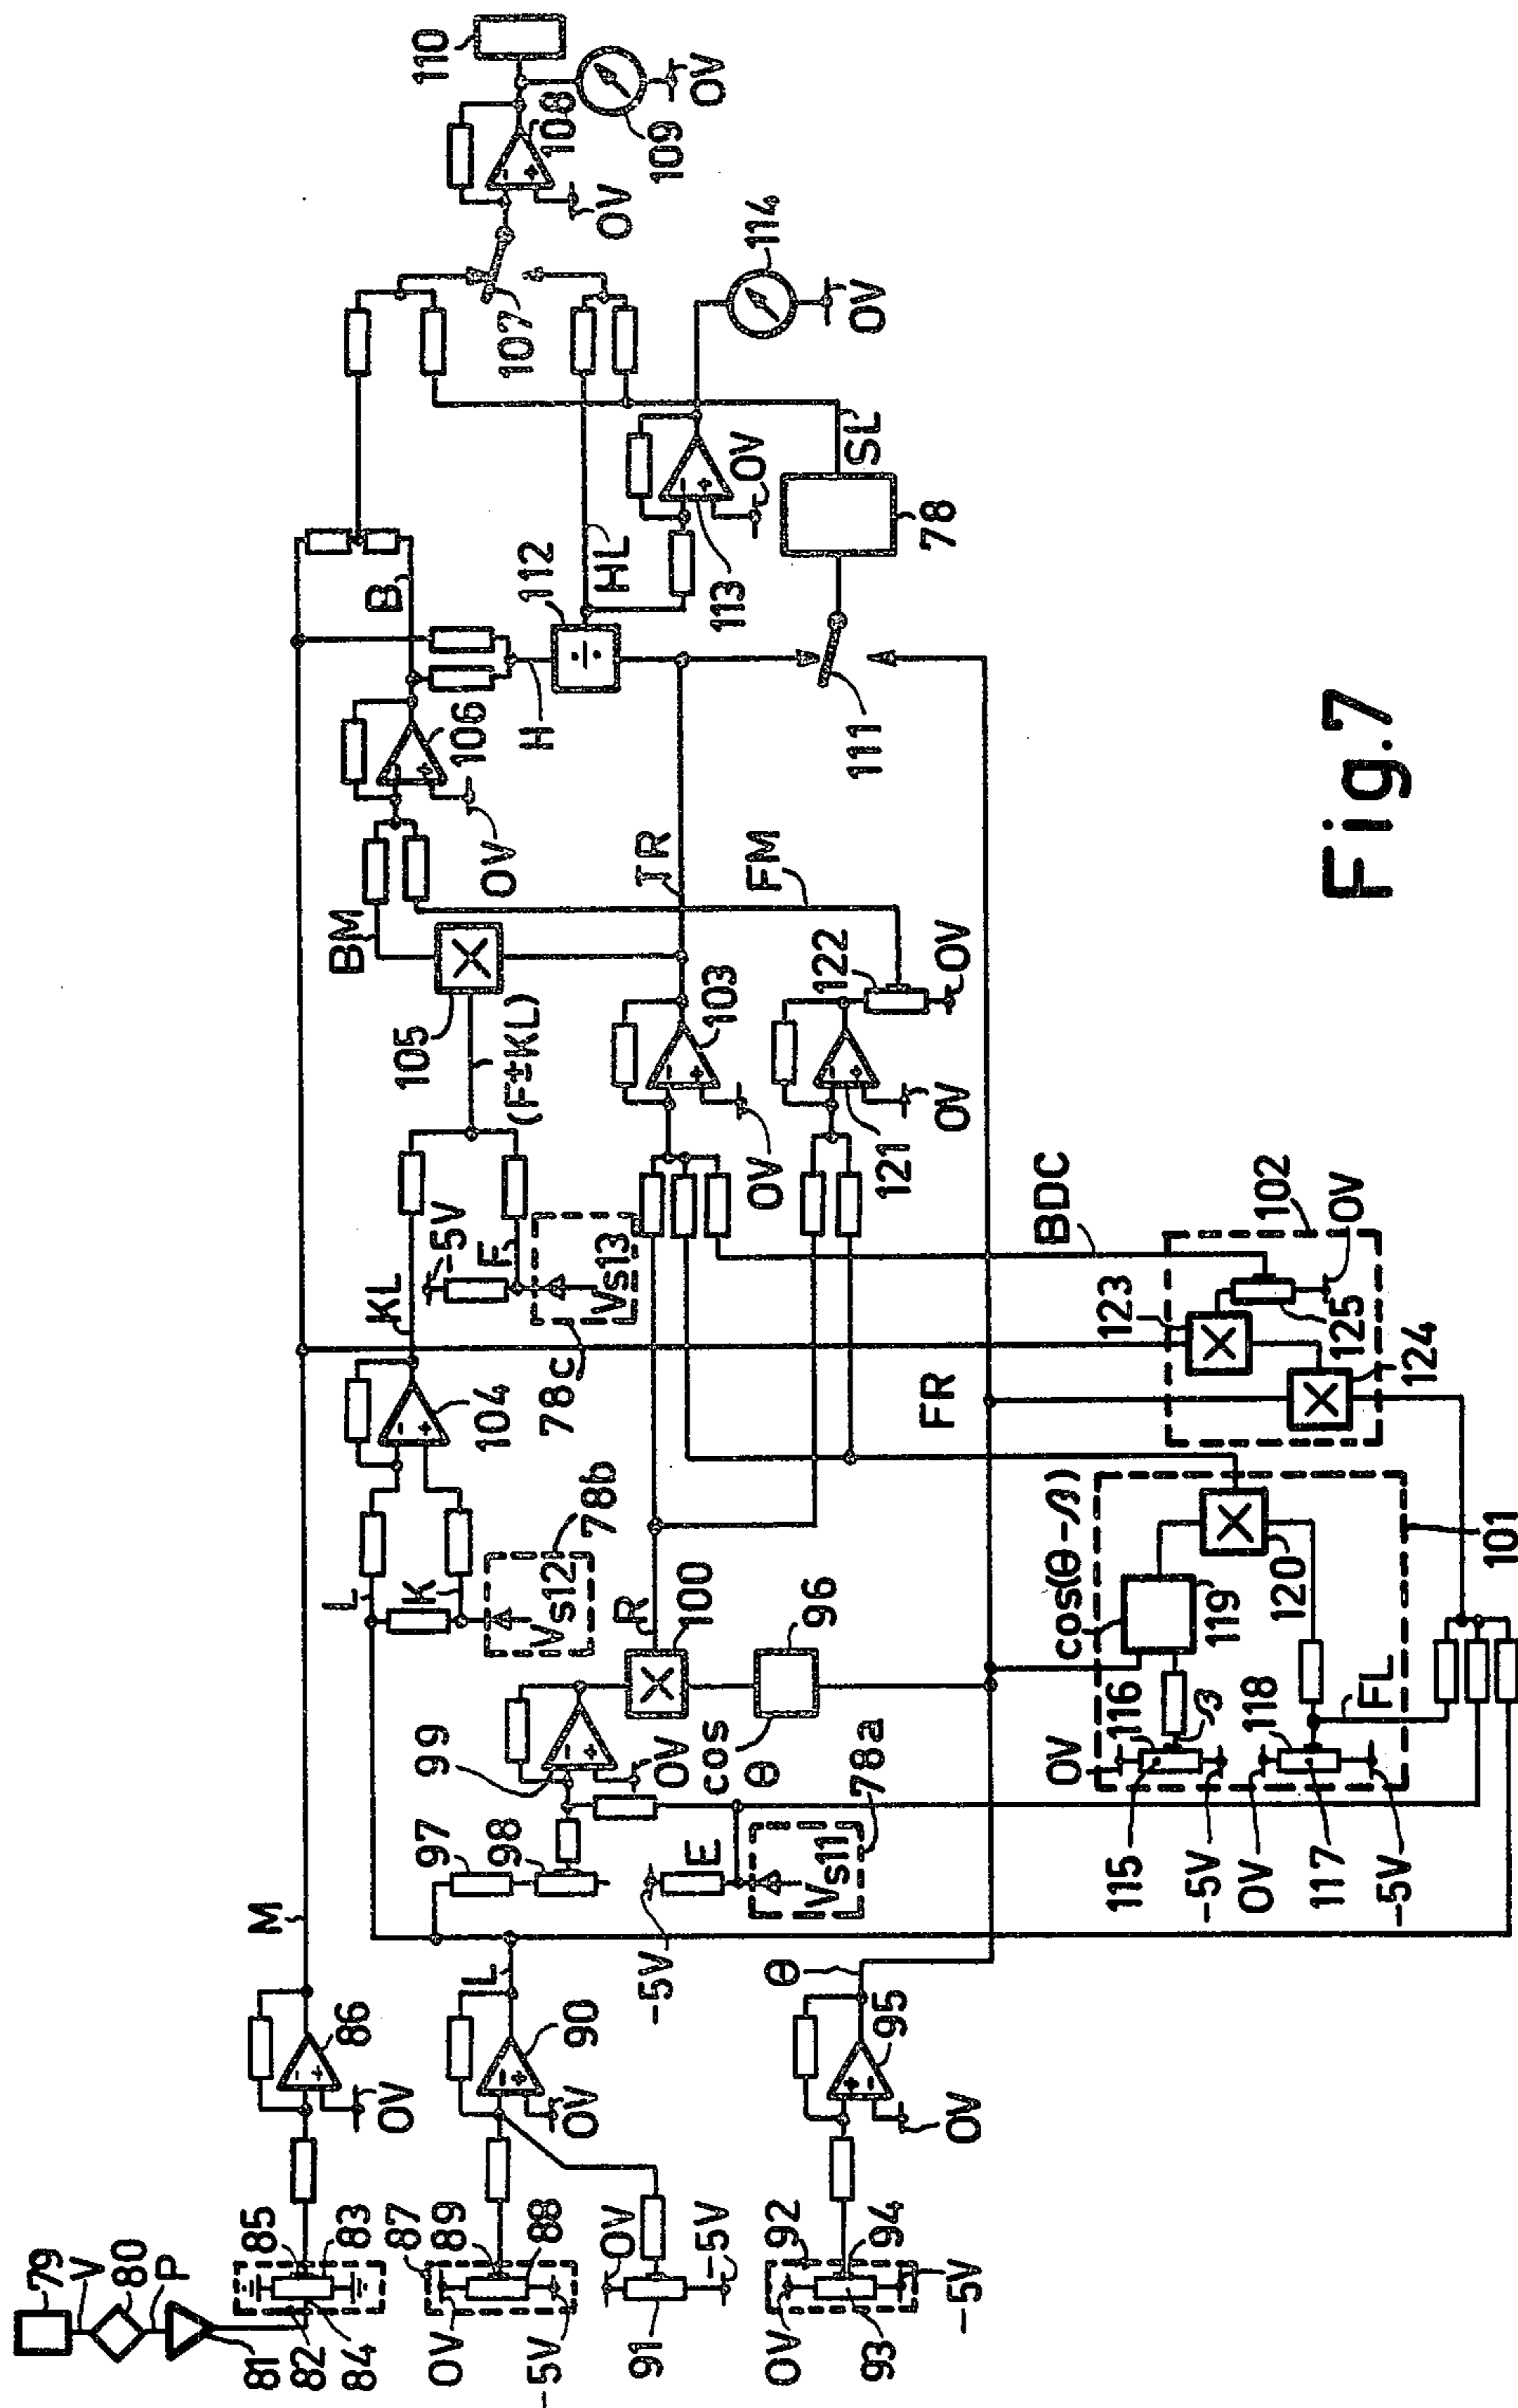 79
V
80
P
81
82
84
85
83
M
86
0V
87
0V
89
88
-5V
L
90
0V
91
0V
-5V
92
0V
93
94
-5V
θ
95
0V
97
98
99
0V
-5V
E
Vs11
78a
cos
θ
96
R
100
L
K
Vs12
78b
104
KL
-5V
F
Vs13
78c
(F±KL)
105
BM
106
0V
B
H
112
HL
103
0V
TR
121
0V
122
0V
FM
FR
BDC
111
78
SL
113
0V
114
0V
107
108
0V
109
0V
110
115
0V
116
β
-5V
0V
118
117
-5V
FL
cos(θ-β)
119
120
101
102
123
124
125
0V
Fig.7